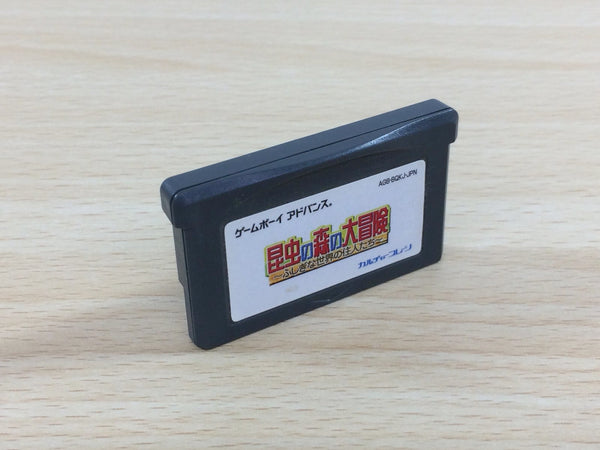 ゲームボーイ アドバンス®
AGB-BQKJ-JPN
昆虫の森の大冒険
～ふしぎな世界の住人たち～
カルチャーブレーン